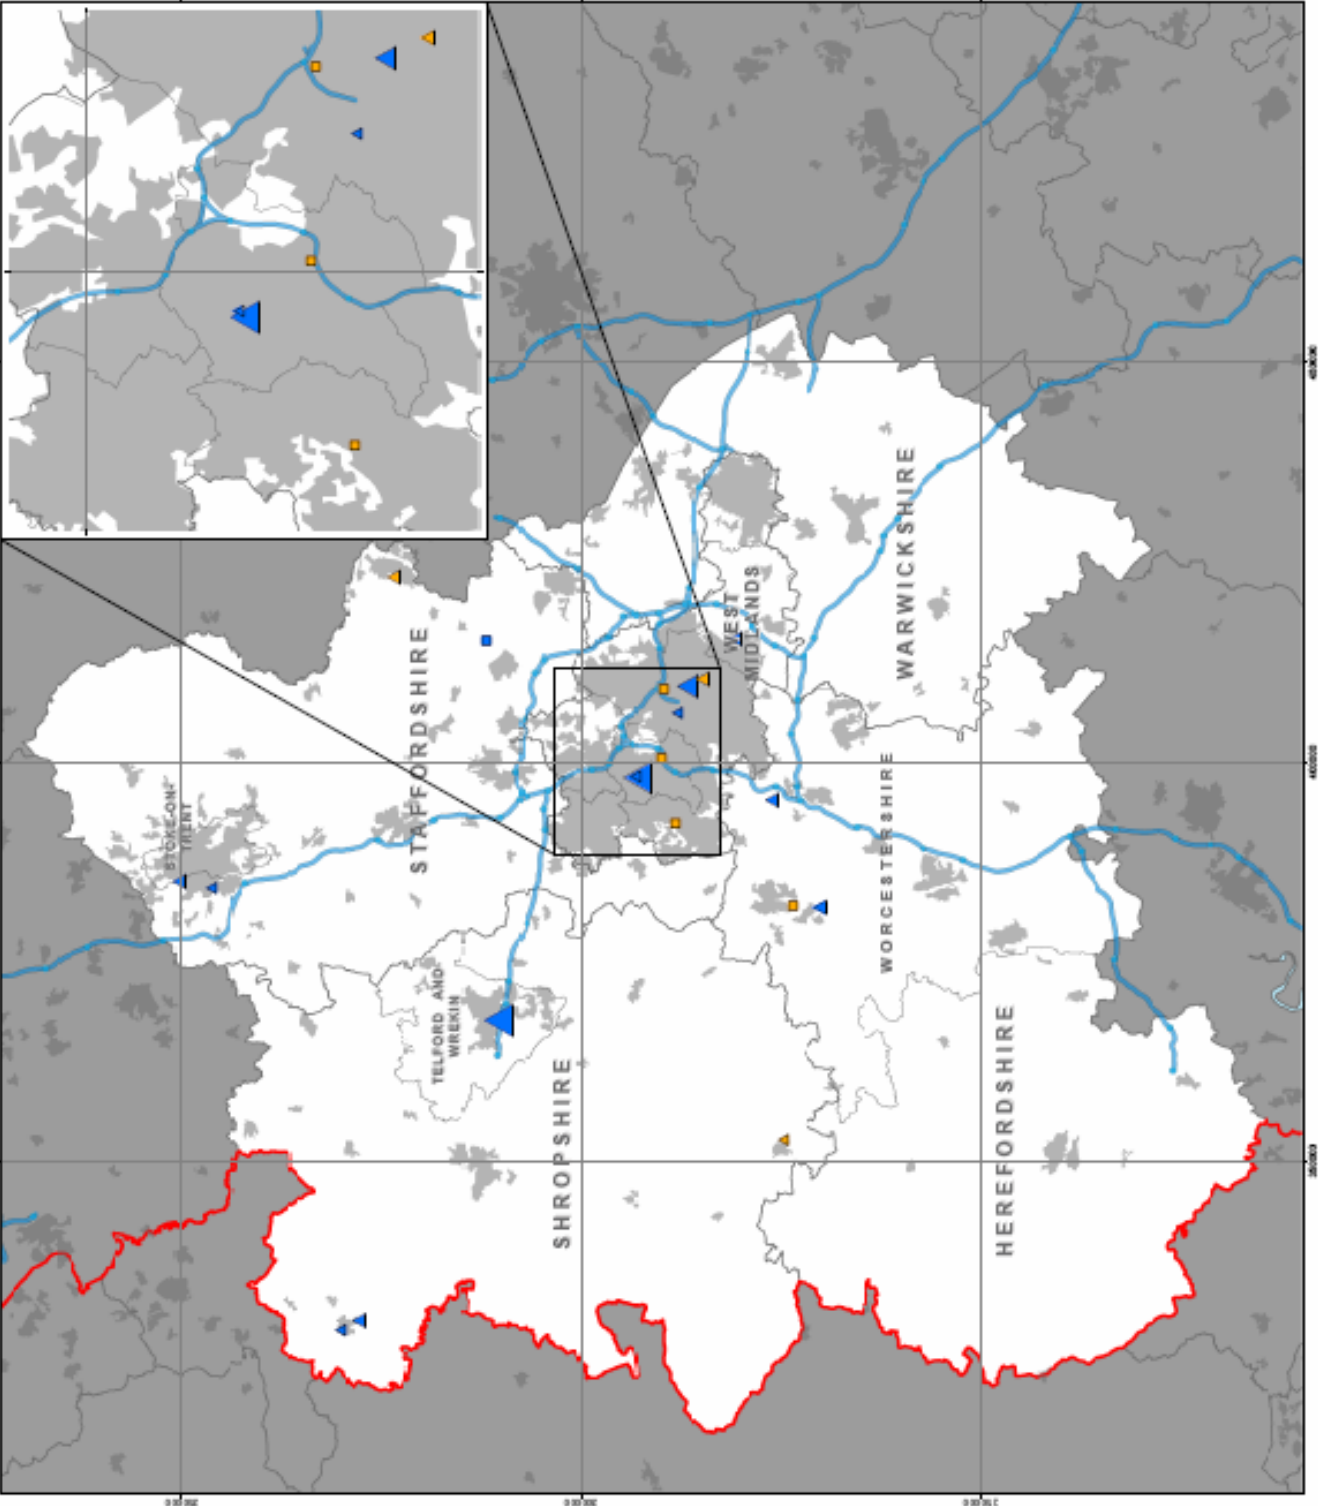 STAFFORDSHIRE
STOKE-ON-
TRENT
TELFORD AND
WREKIN
SHROPSHIRE
WEST
MIDLANDS
WARWICKSHIRE
WORCESTERSHIRE
HEREFORDSHIRE